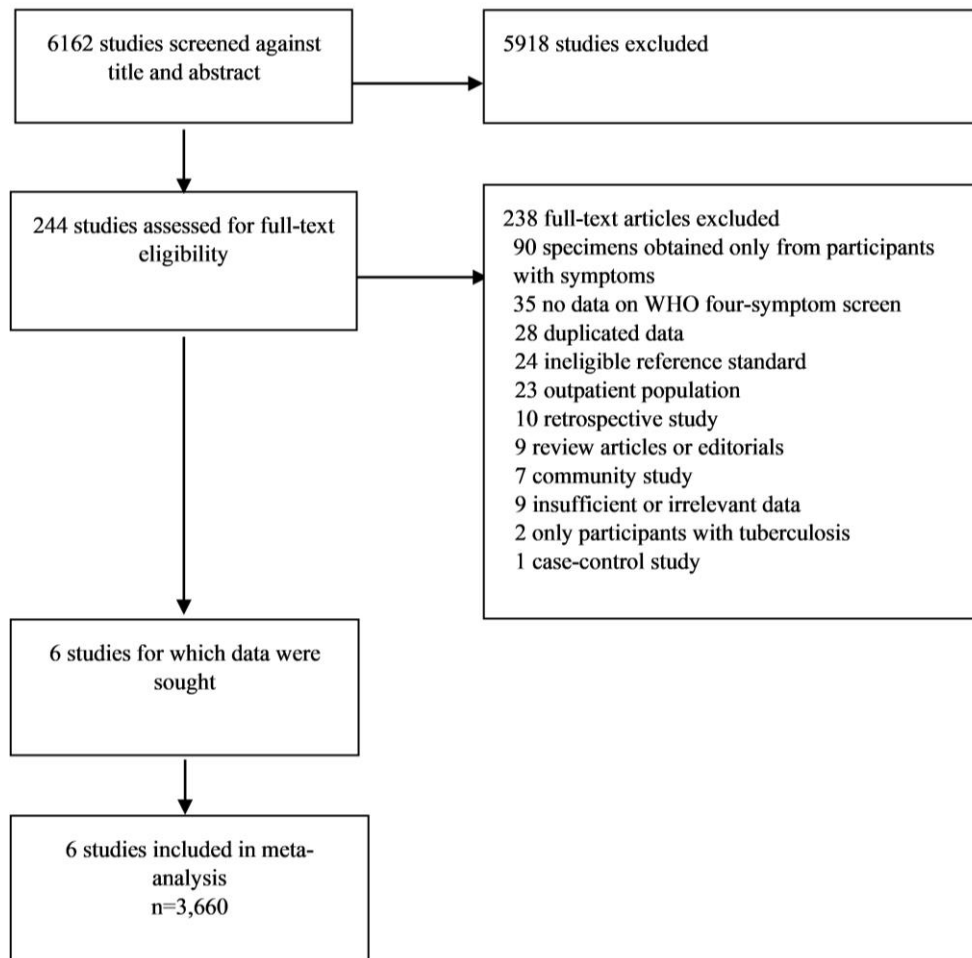 6162 studies screened against
title and abstract
5918 studies excluded
244 studies assessed for full-text
eligibility
238 full-text articles excluded
90 specimens obtained only from participants
with symptoms
35 no data on WHO four-symptom screen
28 duplicated data
24 ineligible reference standard
23 outpatient population
10 retrospective study
9 review articles or editorials
7 community study
9 insufficient or irrelevant data
2 only participants with tuberculosis
1 case-control study
6 studies for which data were
sought
6 studies included in meta-
analysis
n=3,660